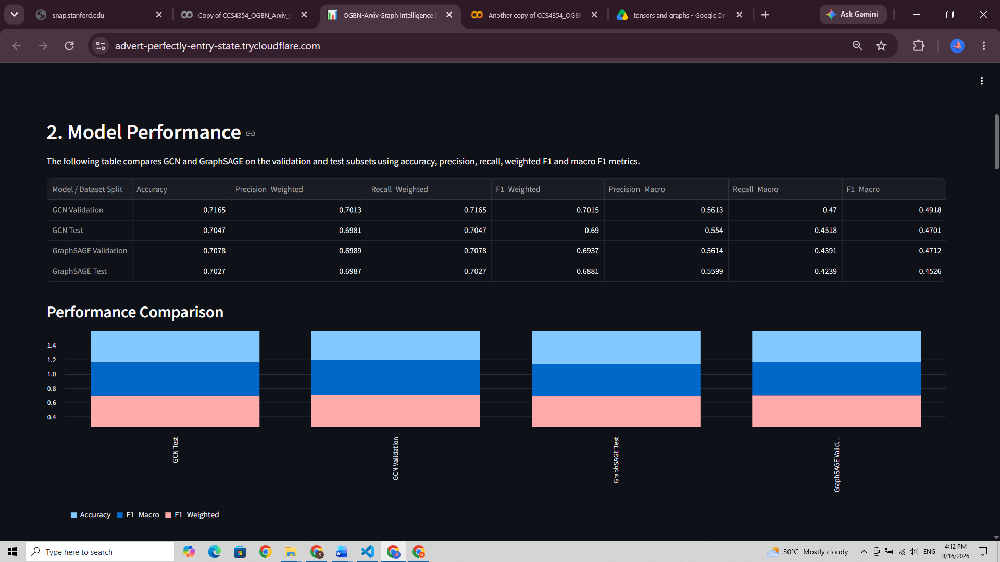 snap.stanford.edu
Copy of CCS4354_OGBN_Arxiv_G
OGBN-Arxiv Graph Intelligence
Another copy of CCS4354_OGBN
tensors and graphs - Google Dri
Ask Gemini
advert-perfectly-entry-state.trycloudflare.com
2. Model Performance
The following table compares GCN and GraphSAGE on the validation and test subsets using accuracy, precision, recall, weighted F1 and macro F1 metrics.
Model / Dataset Split Accuracy Precision_Weighted Recall_Weighted F1_Weighted Precision_Macro Recall_Macro F1_Macro
GCN Validation 0.7165 0.7013 0.7165 0.7015 0.5613 0.47 0.4918
GCN Test 0.7047 0.6981 0.7047 0.69 0.554 0.4518 0.4701
GraphSAGE Validation 0.7078 0.6989 0.7078 0.6937 0.5614 0.4391 0.4712
GraphSAGE Test 0.7027 0.6987 0.7027 0.6881 0.5599 0.4239 0.4526
Performance Comparison
1.4
1.2
1.0
0.8
0.6
0.4
GCN Test
GCN Validation
GraphSAGE Test
GraphSAGE Valid...
Accuracy F1_Macro F1_Weighted
Type here to search
30°C Mostly cloudy
ENG
4:12 PM
8/16/2026